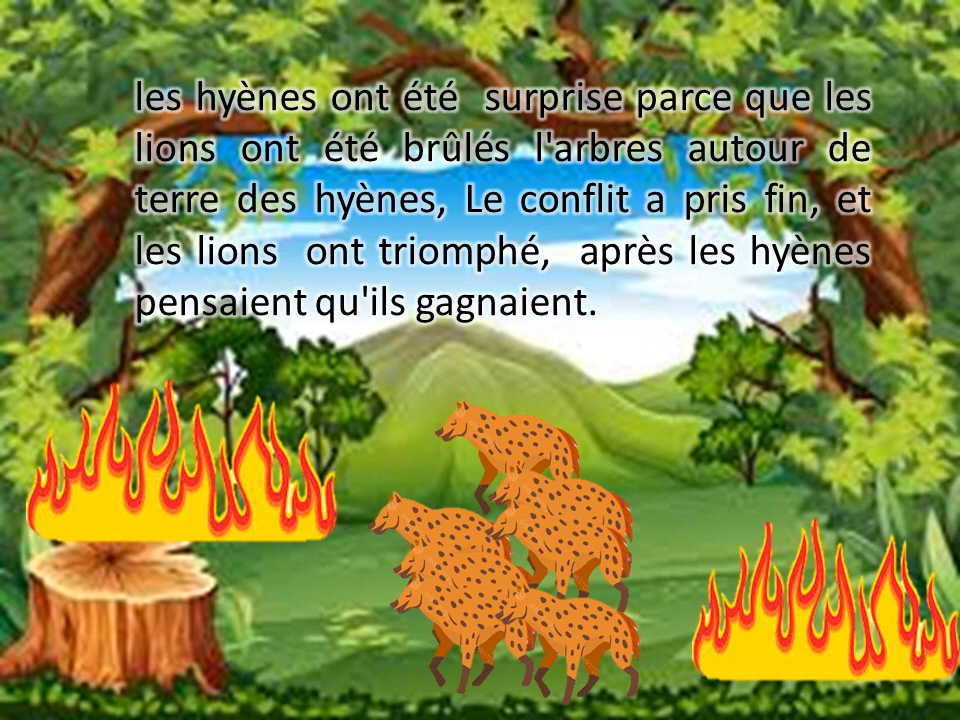 les hyènes ont été surprise parce que les
lions ont été brûlés l'arbres autour de
terre des hyènes, Le conflit a pris fin, et
les lions ont triomphé, après les hyènes
pensaient qu'ils gagnaient.